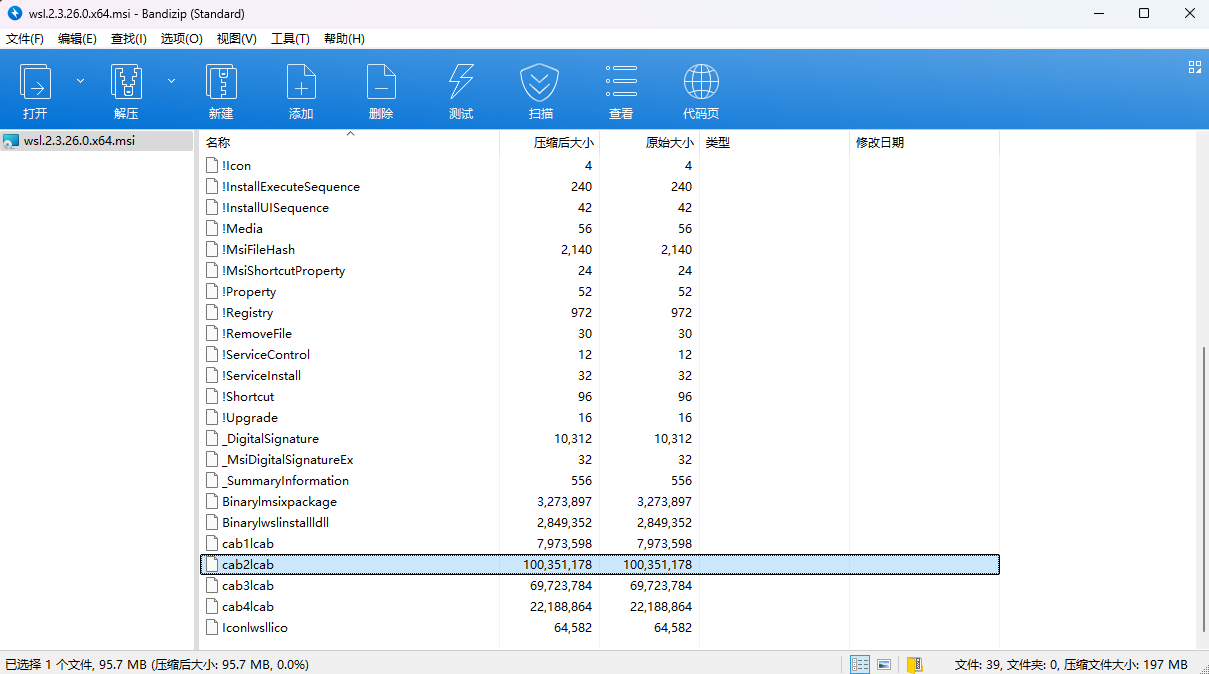 wsl.2.3.26.0.x64.msi - Bandizip (Standard)
文件(F) 编辑(E) 查找(I) 选项(O) 视图(V) 工具(T) 帮助(H)
打开 解压 新建 添加 删除 测试 扫描 查看 代码页
wsl.2.3.26.0.x64.msi
名称 压缩后大小 原始大小 类型 修改日期
!Icon 4 4
!InstallExecuteSequence 240 240
!InstallUISequence 42 42
!Media 56 56
!MsiFileHash 2,140 2,140
!MsiShortcutProperty 24 24
!Property 52 52
!Registry 972 972
!RemoveFile 30 30
!ServiceControl 12 12
!ServiceInstall 32 32
!Shortcut 96 96
!Upgrade 16 16
_DigitalSignature 10,312 10,312
_MsiDigitalSignatureEx 32 32
_SummaryInformation 556 556
Binarylmsixpackage 3,273,897 3,273,897
Binarylwslinstallldll 2,849,352 2,849,352
cab1lcab 7,973,598 7,973,598
cab2lcab 100,351,178 100,351,178
cab3lcab 69,723,784 69,723,784
cab4lcab 22,188,864 22,188,864
Iconlwsllico 64,582 64,582
已选择 1 个文件, 95.7 MB (压缩后大小: 95.7 MB, 0.0%) 文件: 39, 文件夹: 0, 压缩文件大小: 197 MB